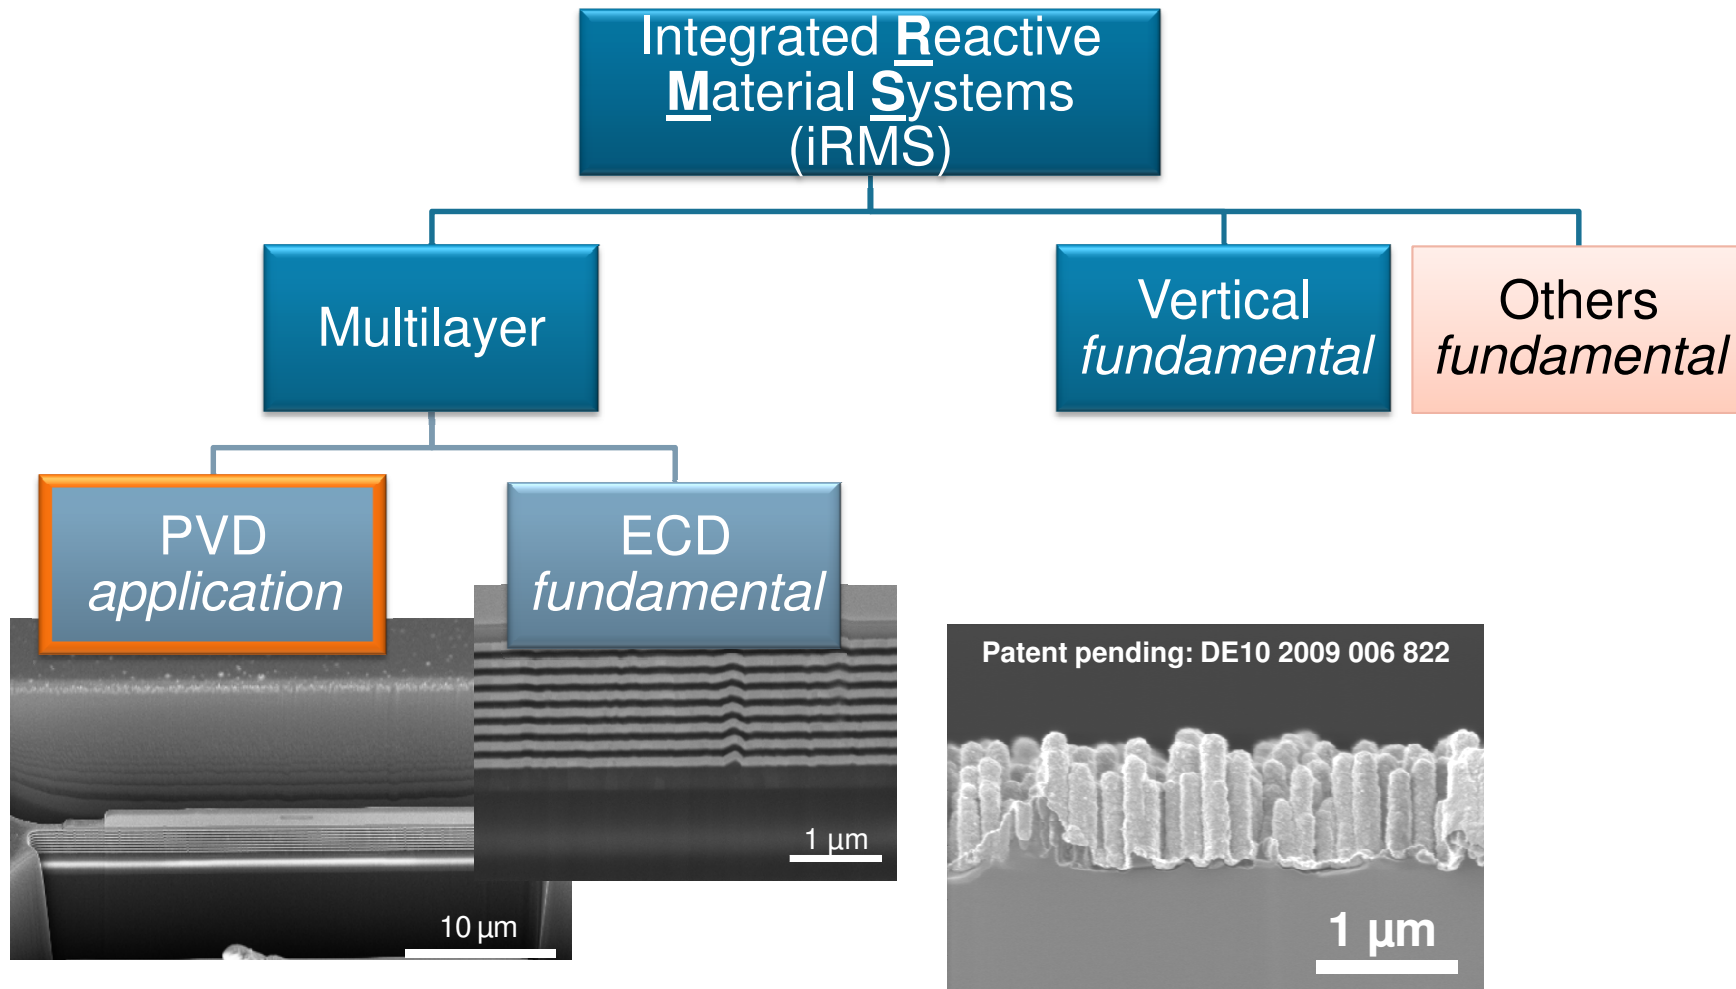 Integrated Reactive
Material Systems
(iRMS)
Multilayer
Vertical
fundamental
Others
fundamental
PVD
application
ECD
fundamental
Patent pending: DE10 2009 006 822
1 µm
10 µm
1 µm